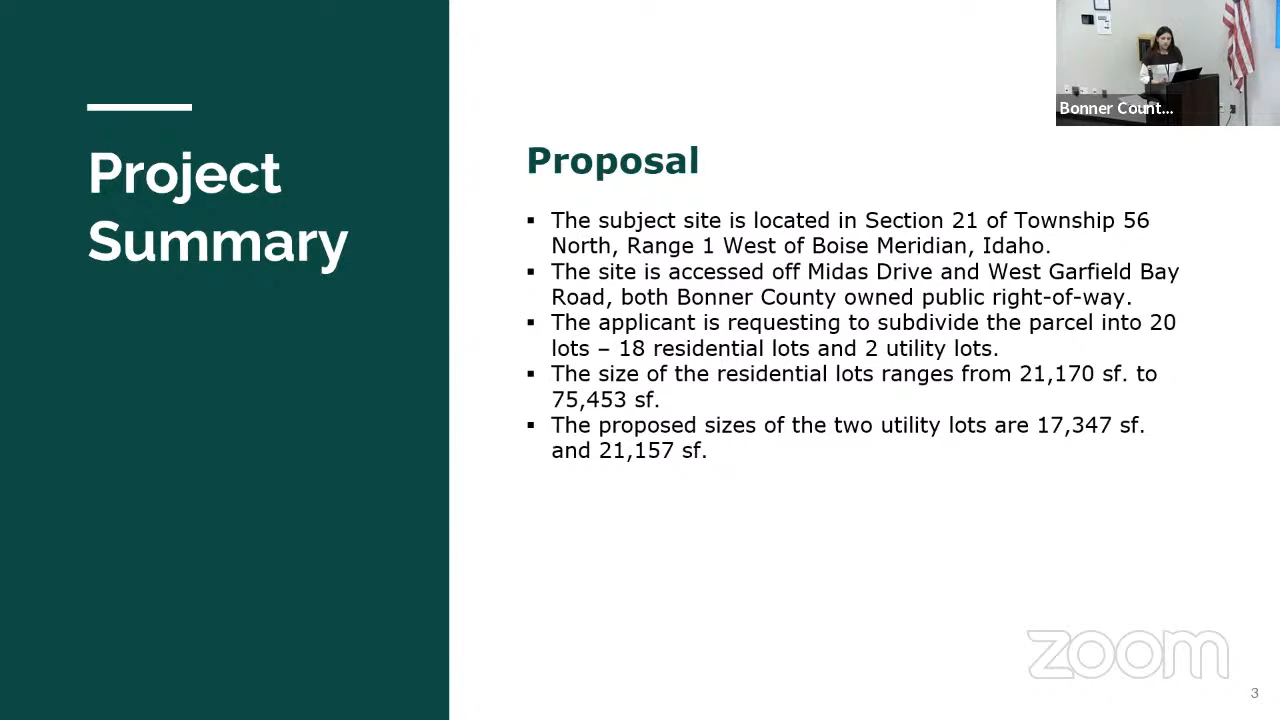 Bonner Count...
Project
Summary
Proposal
▪ The subject site is located in Section 21 of Township 56
North, Range 1 West of Boise Meridian, Idaho.
▪ The site is accessed off Midas Drive and West Garfield Bay
Road, both Bonner County owned public right-of-way.
▪ The applicant is requesting to subdivide the parcel into 20
lots – 18 residential lots and 2 utility lots.
▪ The size of the residential lots ranges from 21,170 sf. to
75,453 sf.
▪ The proposed sizes of the two utility lots are 17,347 sf.
and 21,157 sf.
zoom
3